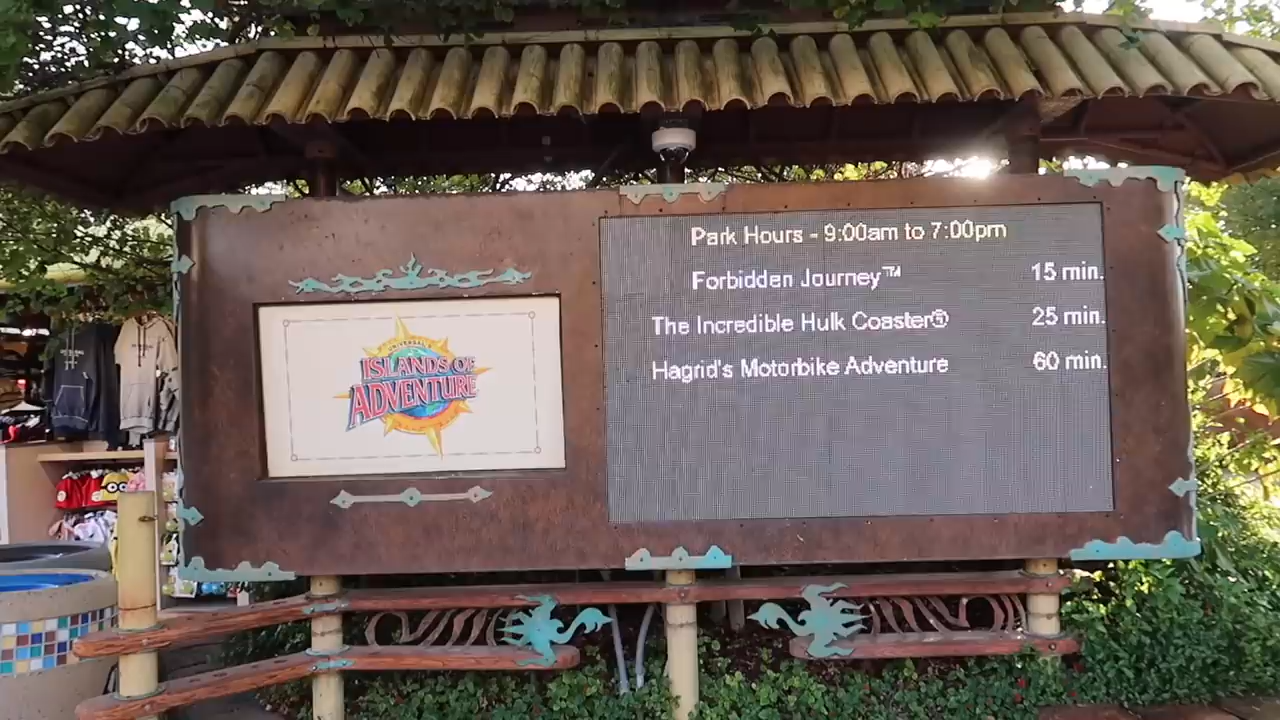 UNIVERSAL'S
ISLANDS OF
ADVENTURE
Park Hours - 9:00am to 7:00pm
Forbidden Journey™ 15 min.
The Incredible Hulk Coaster® 25 min.
Hagrid's Motorbike Adventure 60 min.